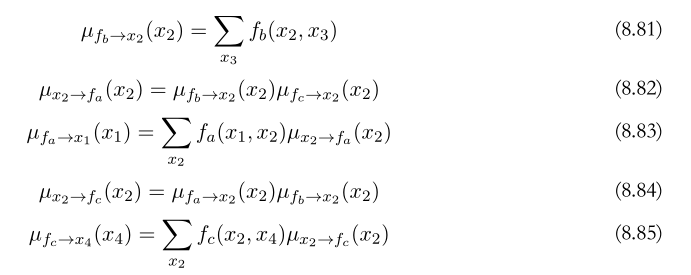 μ_{f_b→x_2}(x_2) = ∑_{x_3} f_b(x_2, x_3) (8.81)
μ_{x_2→f_a}(x_2) = μ_{f_b→x_2}(x_2)μ_{f_c→x_2}(x_2) (8.82)
μ_{f_a→x_1}(x_1) = ∑_{x_2} f_a(x_1, x_2)μ_{x_2→f_a}(x_2) (8.83)
μ_{x_2→f_c}(x_2) = μ_{f_a→x_2}(x_2)μ_{f_b→x_2}(x_2) (8.84)
μ_{f_c→x_4}(x_4) = ∑_{x_2} f_c(x_2, x_4)μ_{x_2→f_c}(x_2) (8.85)